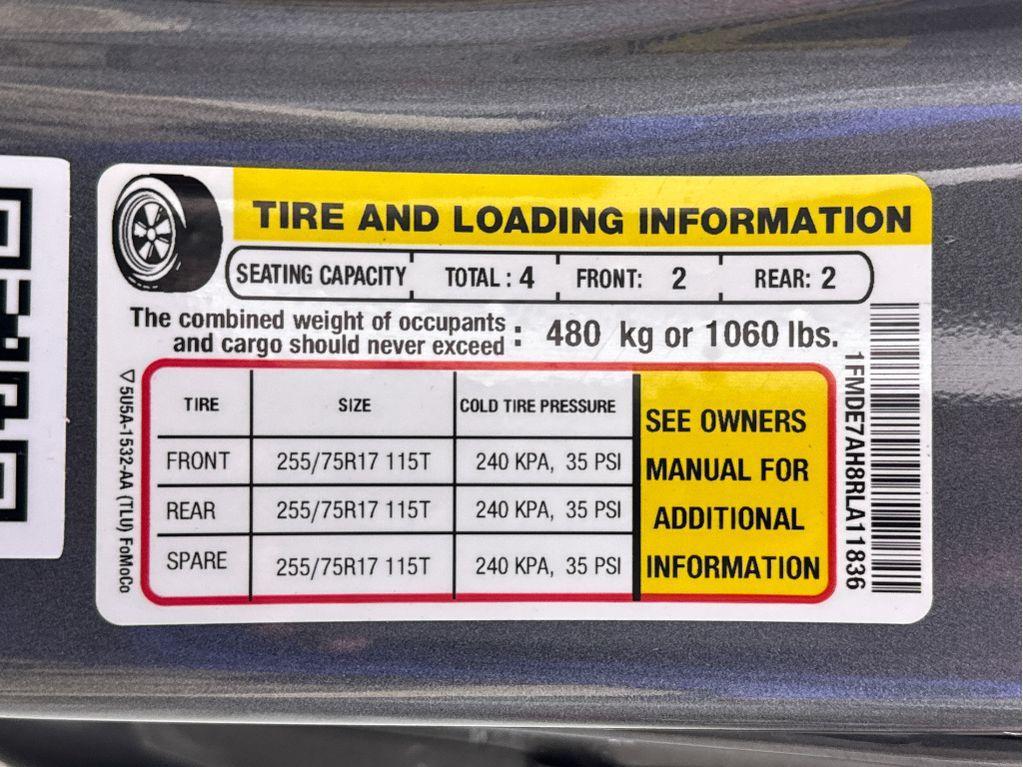 TIRE AND LOADING INFORMATION
SEATING CAPACITY TOTAL : 4 FRONT: 2 REAR: 2
The combined weight of occupants
and cargo should never exceed : 480 kg or 1060 lbs.
TIRE SIZE COLD TIRE PRESSURE
FRONT 255/75R17 115T 240 KPA, 35 PSI
REAR 255/75R17 115T 240 KPA, 35 PSI
SPARE 255/75R17 115T 240 KPA, 35 PSI
SEE OWNERS
MANUAL FOR
ADDITIONAL
INFORMATION
1FMDE7AH8RLA11836
▽5U5A-1532-AA (TLU) FoMoCo